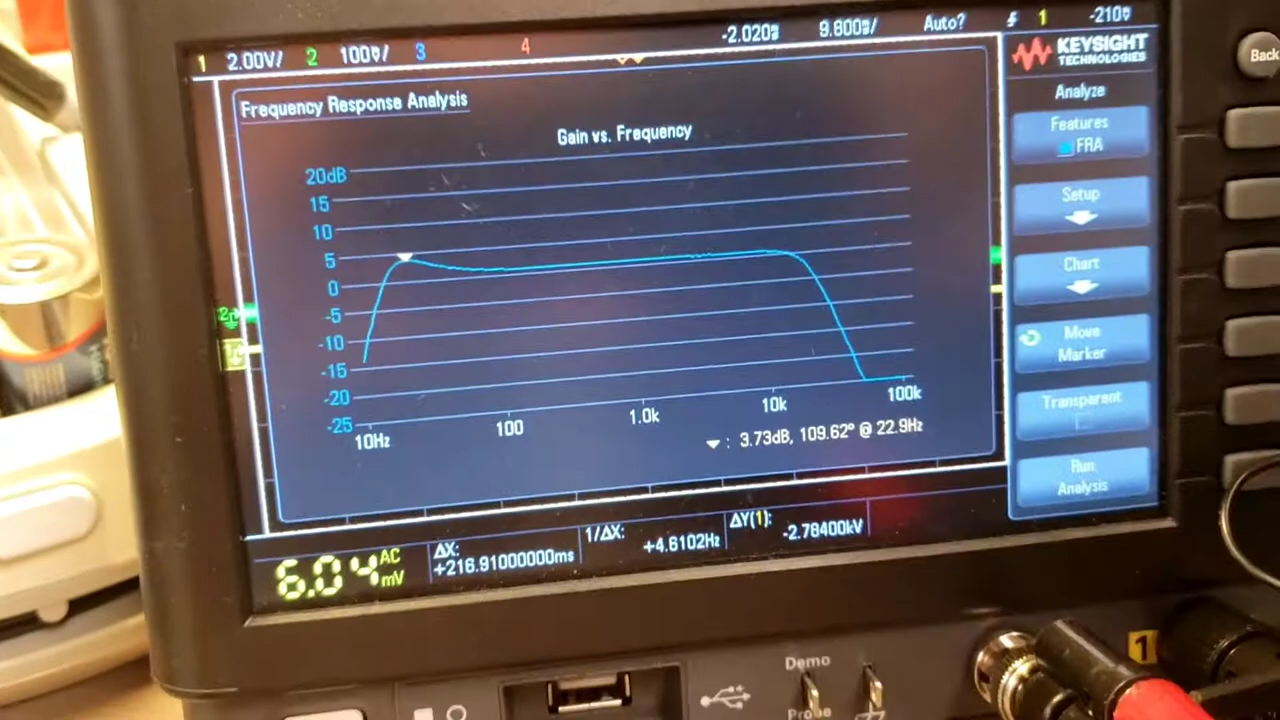 1 2.00V/ 2 100V/ 3 4 -2.020s 9.800s/ Auto? 1 -210V
KEYSIGHT
TECHNOLOGIES
Frequency Response Analysis
Gain vs. Frequency
20dB
15
10
5
0
-5
-10
-15
-20
-25
10Hz 100 1.0k 10k 100k
: 3.73dB, 109.62° @ 22.9Hz
Analyze
Features
FRA
Setup
Chart
Move
Marker
Transparent
Run
Analysis
Back
6.04 AC
mV
ΔX:
+216.91000000ms
1/ΔX:
+4.6102Hz
ΔY(1):
-2.78400kV
Demo
Probe
1